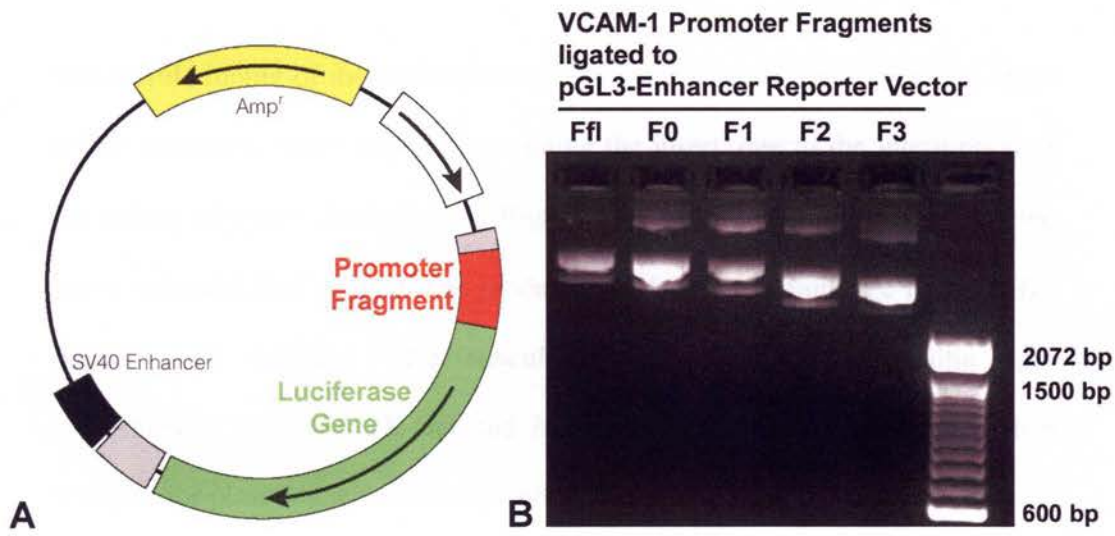 Amp^r
Promoter
Fragment
SV40 Enhancer
Luciferase
Gene
A
VCAM-1 Promoter Fragments
ligated to
pGL3-Enhancer Reporter Vector
Ffl F0 F1 F2 F3
2072 bp
1500 bp
600 bp
B